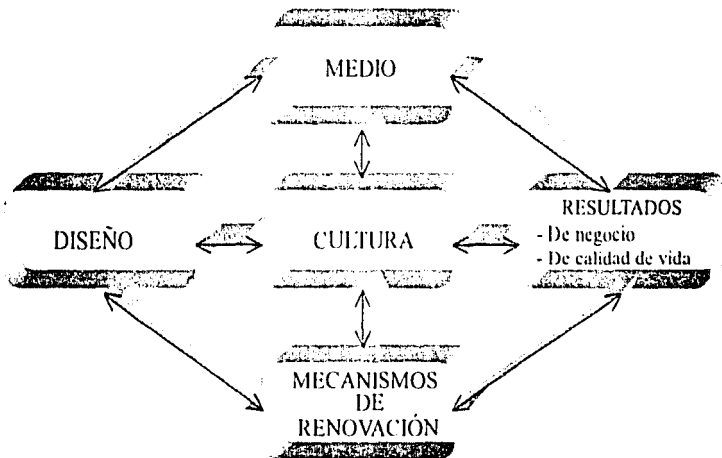 MEDIO
DISEÑO
CULTURA
RESULTADOS
- De negocio
- De calidad de vida
MECANISMOS
DE
RENOVACIÓN